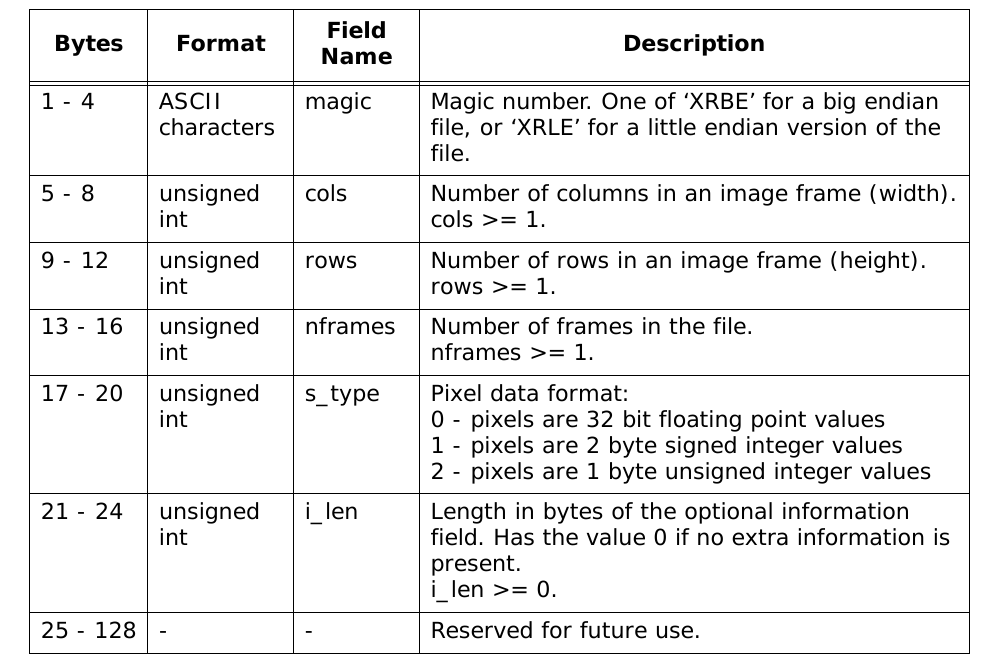 Bytes
Format
Field
Name
Description
1 - 4
ASCII
characters
magic
Magic number. One of ‘XRBE’ for a big endian
file, or ‘XRLE’ for a little endian version of the
file.
5 - 8
unsigned
int
cols
Number of columns in an image frame (width).
cols >= 1.
9 - 12
unsigned
int
rows
Number of rows in an image frame (height).
rows >= 1.
13 - 16
unsigned
int
nframes
Number of frames in the file.
nframes >= 1.
17 - 20
unsigned
int
s_type
Pixel data format:
0 - pixels are 32 bit floating point values
1 - pixels are 2 byte signed integer values
2 - pixels are 1 byte unsigned integer values
21 - 24
unsigned
int
i_len
Length in bytes of the optional information
field. Has the value 0 if no extra information is
present.
i_len >= 0.
25 - 128
-
-
Reserved for future use.